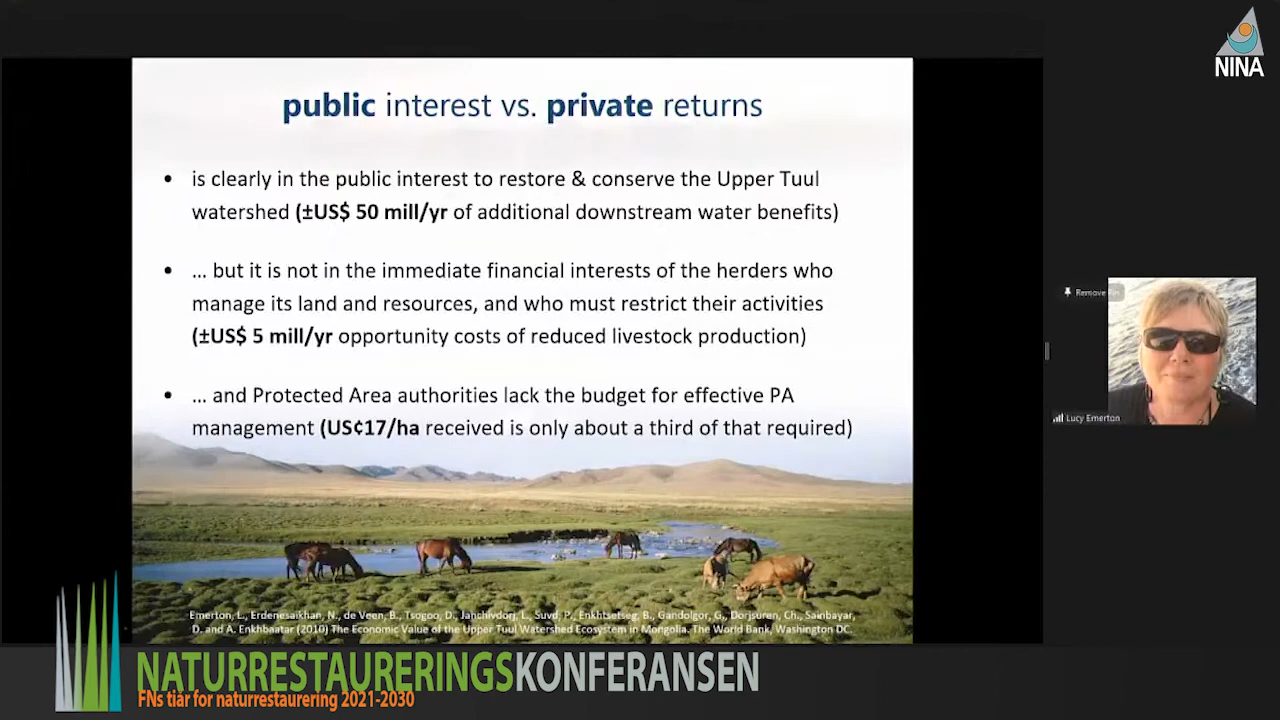 NINA
public interest vs. private returns
• is clearly in the public interest to restore & conserve the Upper Tuul
watershed (±US$ 50 mill/yr of additional downstream water benefits)
• … but it is not in the immediate financial interests of the herders who
manage its land and resources, and who must restrict their activities
(±US$ 5 mill/yr opportunity costs of reduced livestock production)
• … and Protected Area authorities lack the budget for effective PA
management (US¢17/ha received is only about a third of that required)
Remove Pin
Lucy Emerton
Emerton, L., Erdenesaikhan, N., de Veen, B., Tsogoo, D., Janchivdorj, L., Suvd, P., Enkhtsetseg, B., Gandolgor, G., Dorjsuren, Ch., Sainbayar,
D. and A. Enkhbaatar (2010) The Economic Value of the Upper Tuul Watershed Ecosystem in Mongolia. The World Bank, Washington DC.
NATURRESTAURERINGSKONFERANSEN
FNs tiår for naturrestaurering 2021-2030